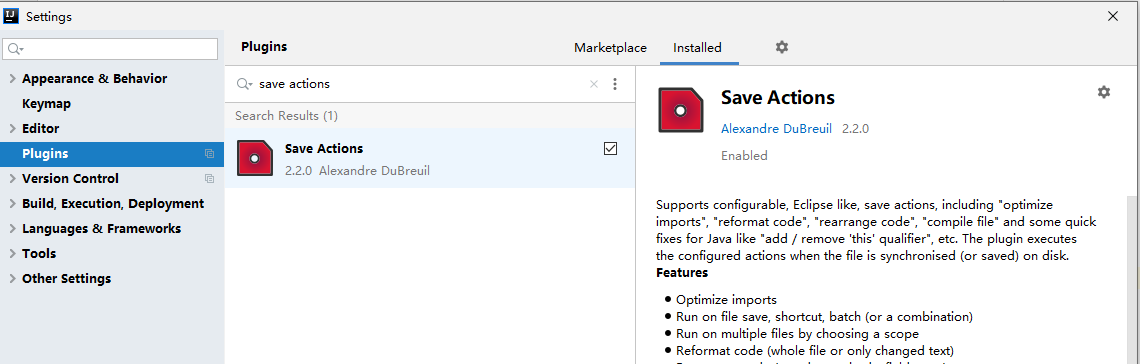 Settings
Plugins
Marketplace
Installed
Appearance & Behavior
Keymap
Editor
Plugins
Version Control
Build, Execution, Deployment
Languages & Frameworks
Tools
Other Settings
save actions
Search Results (1)
Save Actions
2.2.0 Alexandre DuBreuil
Save Actions
Alexandre DuBreuil 2.2.0
Enabled
Supports configurable, Eclipse like, save actions, including "optimize
imports", "reformat code", "rearrange code", "compile file" and some quick
fixes for Java like "add / remove 'this' qualifier", etc. The plugin executes
the configured actions when the file is synchronised (or saved) on disk.
Features
Optimize imports
Run on file save, shortcut, batch (or a combination)
Run on multiple files by choosing a scope
Reformat code (whole file or only changed text)